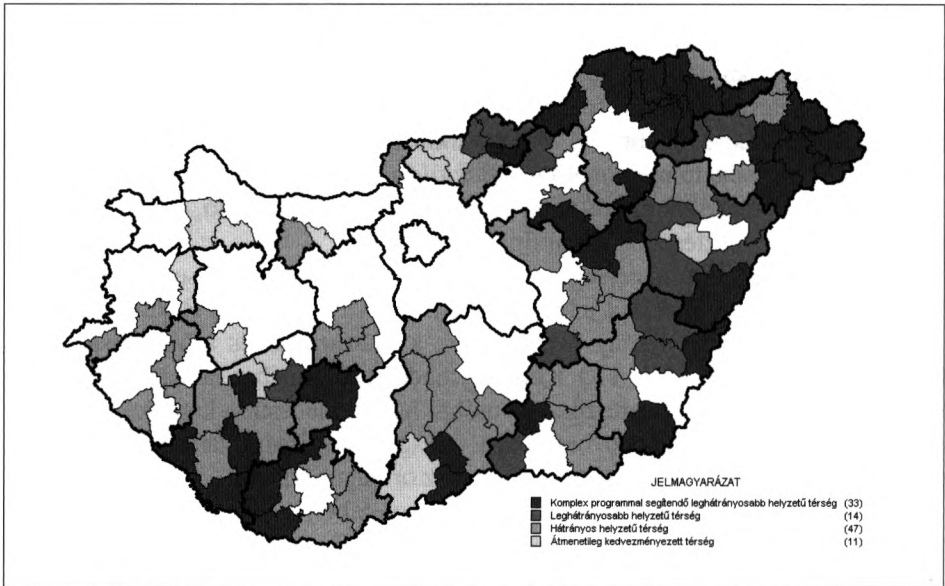 JELMAGYARÁZAT
Komplex programmal segítendő leghátrányosabb helyzetű térség (33)
Leghátrányosabb helyzetű térség (14)
Hátrányos helyzetű térség (47)
Átmenetileg kedvezményezett térség (11)